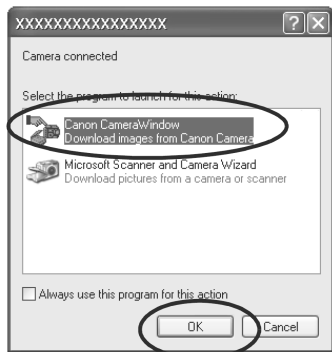 XXXXXXXXXXXXXXXX
Camera connected
Select the program to launch for this action:
Canon CameraWindow
Download images from Canon Camera
Microsoft Scanner and Camera Wizard
Download pictures from a camera or scanner
Always use this program for this action
OK Cancel